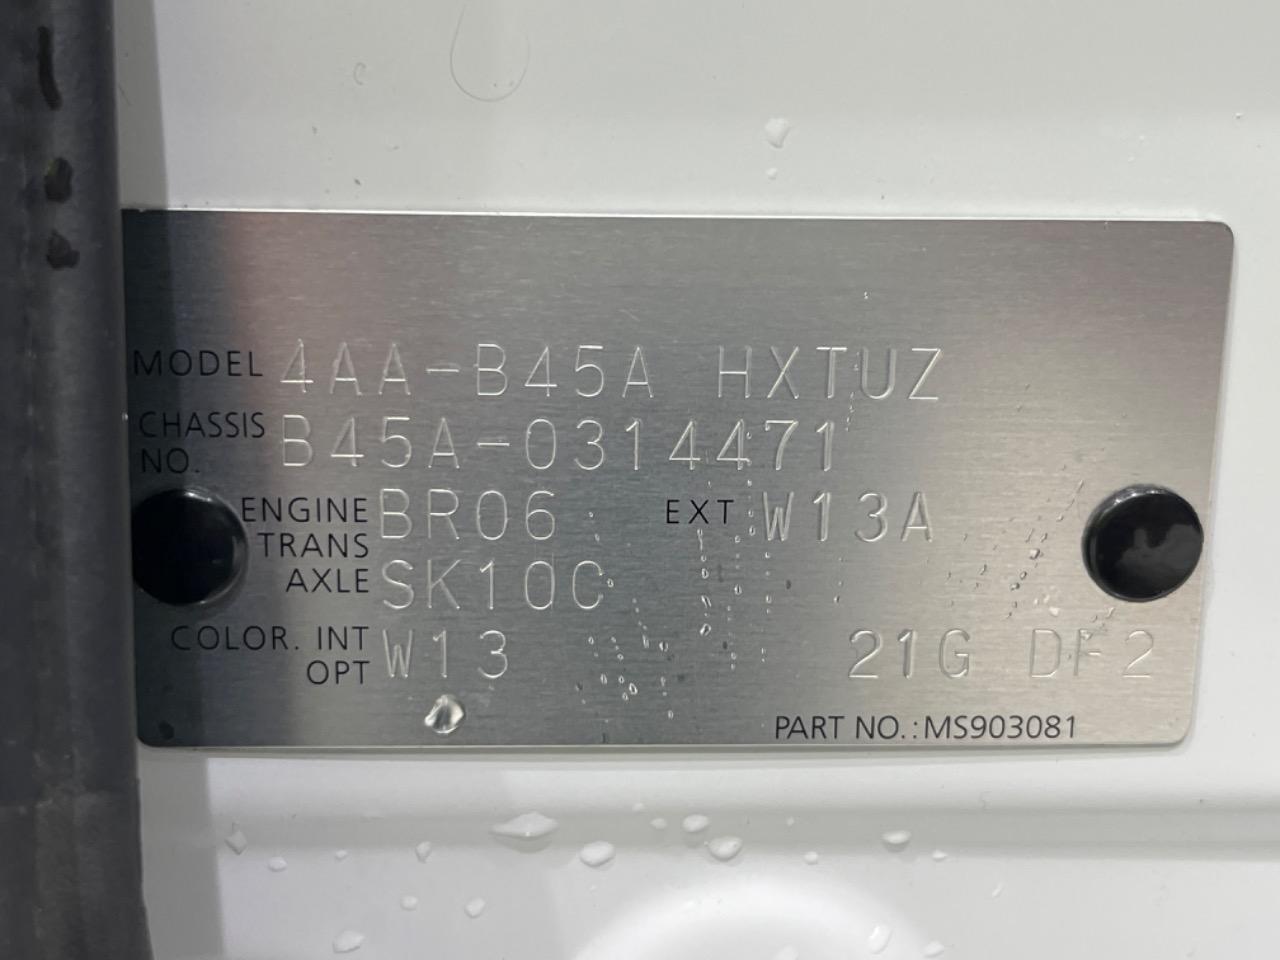 MODEL 4AA-B45A HXTUZ
CHASSIS NO. B45A-0314471
ENGINE BR06 EXT W13A
TRANS AXLE SK10C
COLOR. INT OPT W13 21G DF2
PART NO.: MS903081